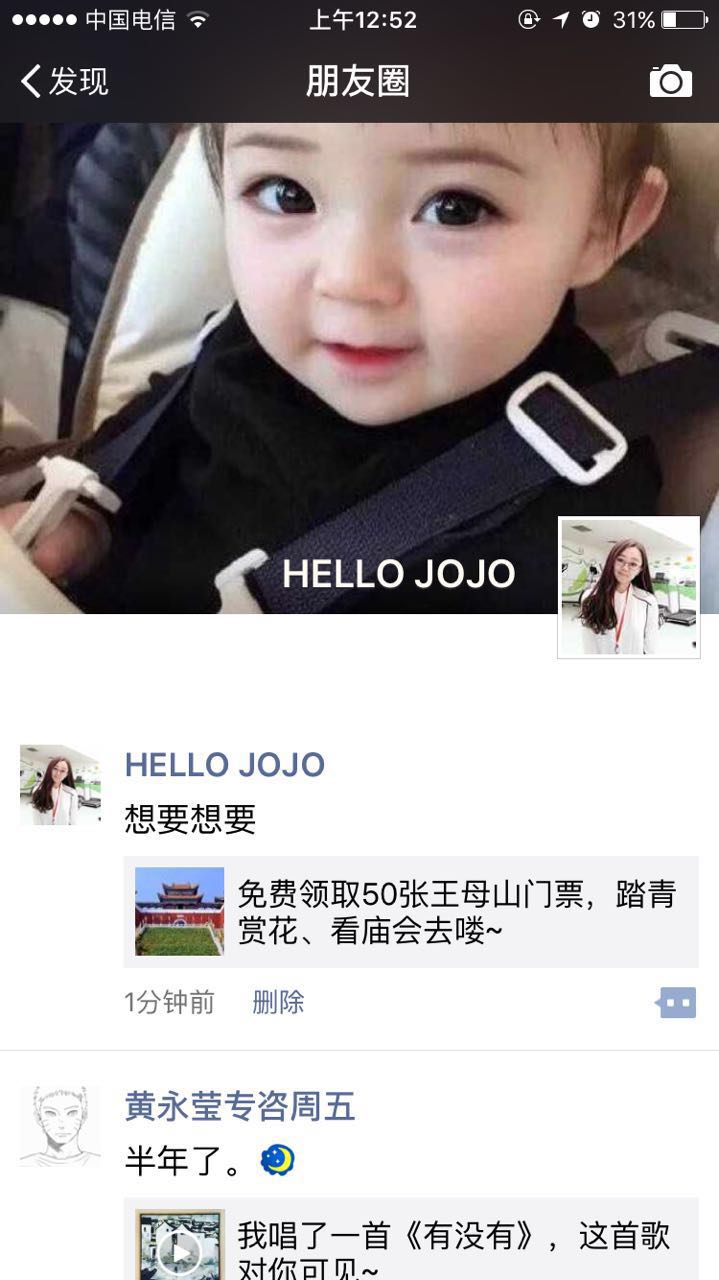 中国电信
上午12:52
31%
发现
朋友圈
HELLO JOJO
HELLO JOJO
想要想要
免费领取50张王母山门票，踏青
赏花、看庙会去喽~
1分钟前
删除
黄永莹专咨周五
半年了。
我唱了一首《有没有》，这首歌
对你可见~